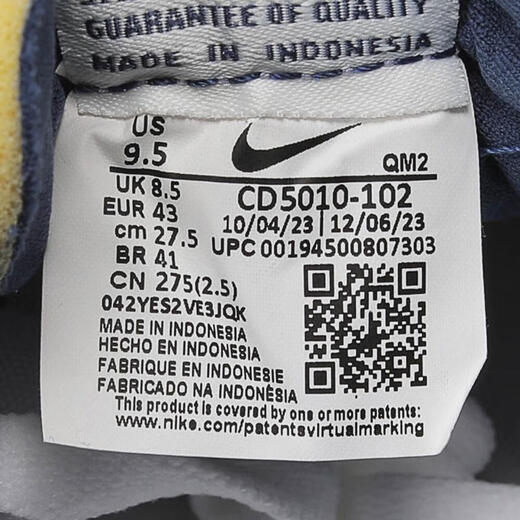 GUARANTEE OF QUALITY
MADE IN INDONESIA
US
9.5
QM2
UK 8.5
CD5010-102
EUR 43
10/04/23 12/06/23
cm 27.5
UPC 00194500807303
BR 41
CN 275(2.5)
042YES2VE3JQK
MADE IN INDONESIA
HECHO EN INDONESIA
FABRIQUE EN INDONESIE
FABRICADO NA INDONÉSIA
This product is covered by one or more patents:
www.nike.com/patentsvirtualmarking